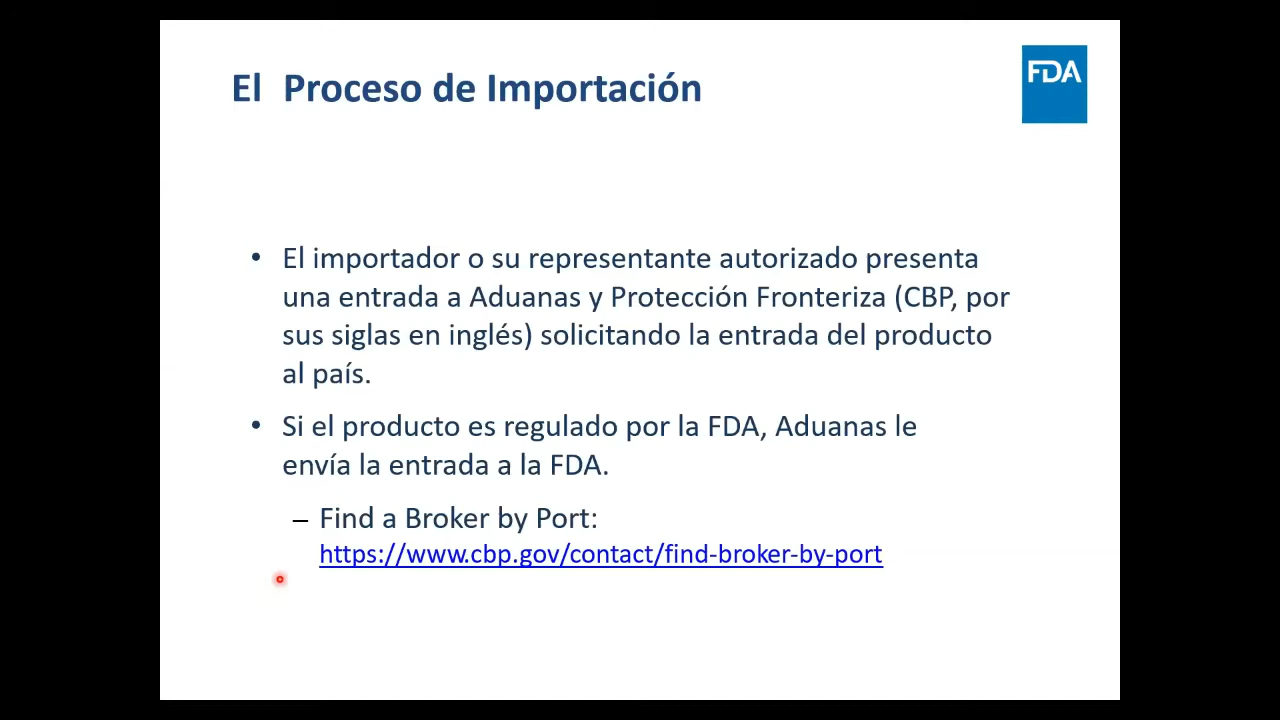 El  Proceso de Importación
FDA
• El importador o su representante autorizado presenta
una entrada a Aduanas y Protección Fronteriza (CBP, por
sus siglas en inglés) solicitando la entrada del producto
al país.
• Si el producto es regulado por la FDA, Aduanas le
envía la entrada a la FDA.
– Find a Broker by Port:
https://www.cbp.gov/contact/find-broker-by-port